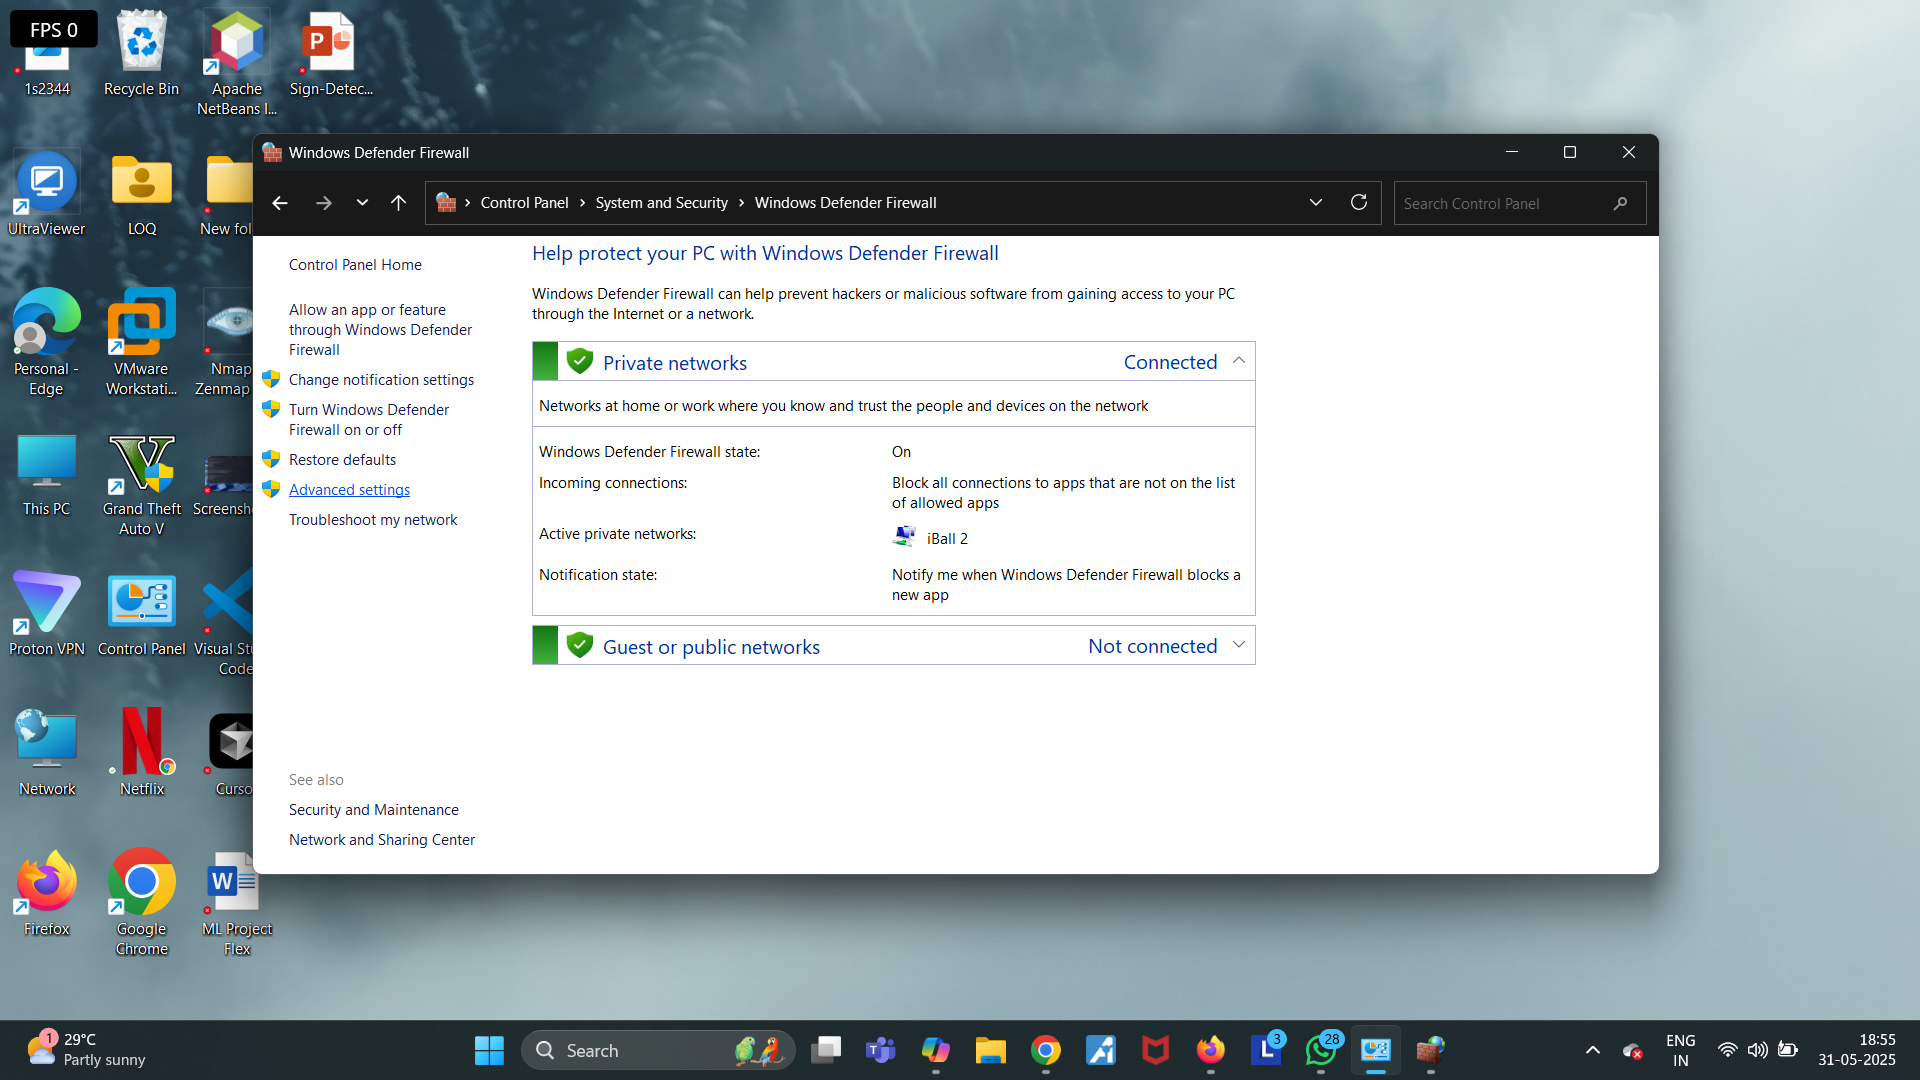 FPS 0
1s2344
Recycle Bin
Apache
NetBeans I...
Sign-Detec...
UltraViewer
LOQ
New fol
Personal -
Edge
VMware
Workstati...
Nmap
Zenmap
This PC
Grand Theft
Auto V
Screensh
Proton VPN
Control Panel
Visual Stu
Code
Network
Netflix
Curso
Firefox
Google
Chrome
ML Project
Flex
Windows Defender Firewall
Control Panel
System and Security
Windows Defender Firewall
Search Control Panel
Control Panel Home
Allow an app or feature
through Windows Defender
Firewall
Change notification settings
Turn Windows Defender
Firewall on or off
Restore defaults
Advanced settings
Troubleshoot my network
See also
Security and Maintenance
Network and Sharing Center
Help protect your PC with Windows Defender Firewall
Windows Defender Firewall can help prevent hackers or malicious software from gaining access to your PC
through the Internet or a network.
Private networks Connected
Networks at home or work where you know and trust the people and devices on the network
Windows Defender Firewall state: On
Incoming connections: Block all connections to apps that are not on the list
of allowed apps
Active private networks: iBall 2
Notification state: Notify me when Windows Defender Firewall blocks a
new app
Guest or public networks Not connected
1
29°C
Partly sunny
Search
3
28
ENG
IN
18:55
31-05-2025